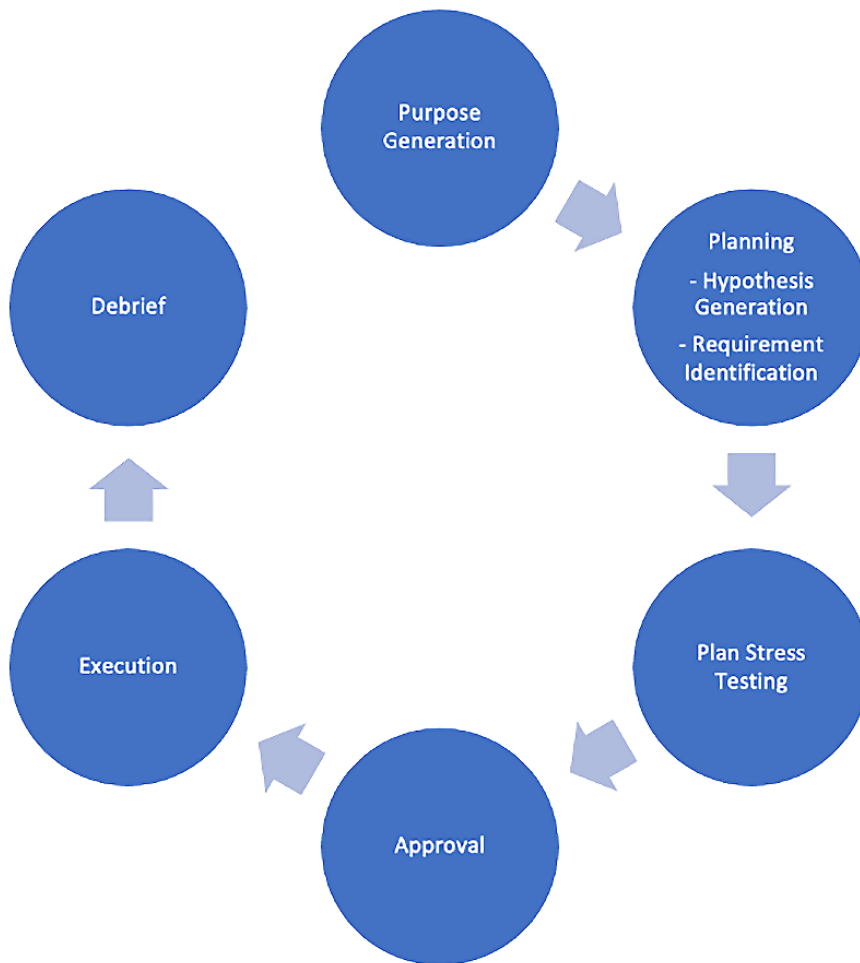 Purpose
Generation
Planning
- Hypothesis
Generation
- Requirement
Identification
Plan Stress
Testing
Approval
Execution
Debrief